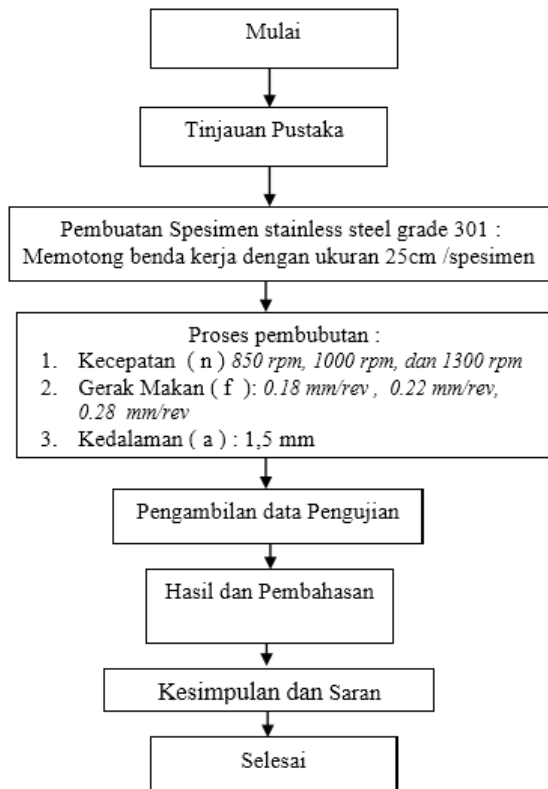 Mulai
Tinjauan Pustaka
Pembuatan Spesimen stainless steel grade 301 :
Memotong benda kerja dengan ukuran 25cm /spesimen
Proses pembubutan :
1. Kecepatan ( n ) 850 rpm, 1000 rpm, dan 1300 rpm
2. Gerak Makan ( f ): 0.18 mm/rev , 0.22 mm/rev,
0.28 mm/rev
3. Kedalaman ( a ) : 1,5 mm
Pengambilan data Pengujian
Hasil dan Pembahasan
Kesimpulan dan Saran
Selesai